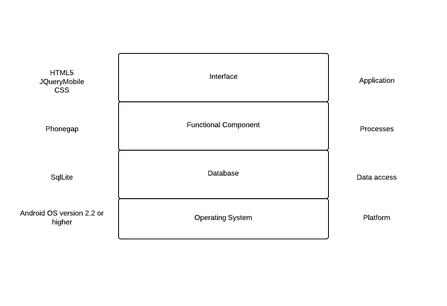 HTML5
JQueryMobile
CSS
Interface
Application
Phonegap
Functional Component
Processes
SqlLite
Database
Data access
Android OS version 2.2 or
higher
Operating System
Platform